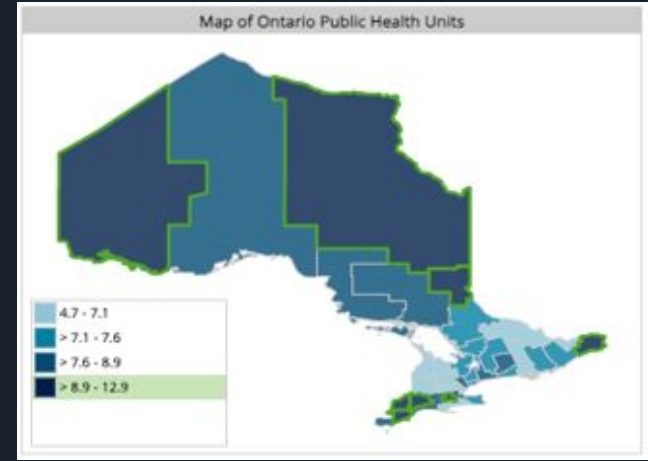 Map of Ontario Public Health Units
4.7 - 7.1
> 7.1 - 7.6
> 7.6 - 8.9
> 8.9 - 12.9